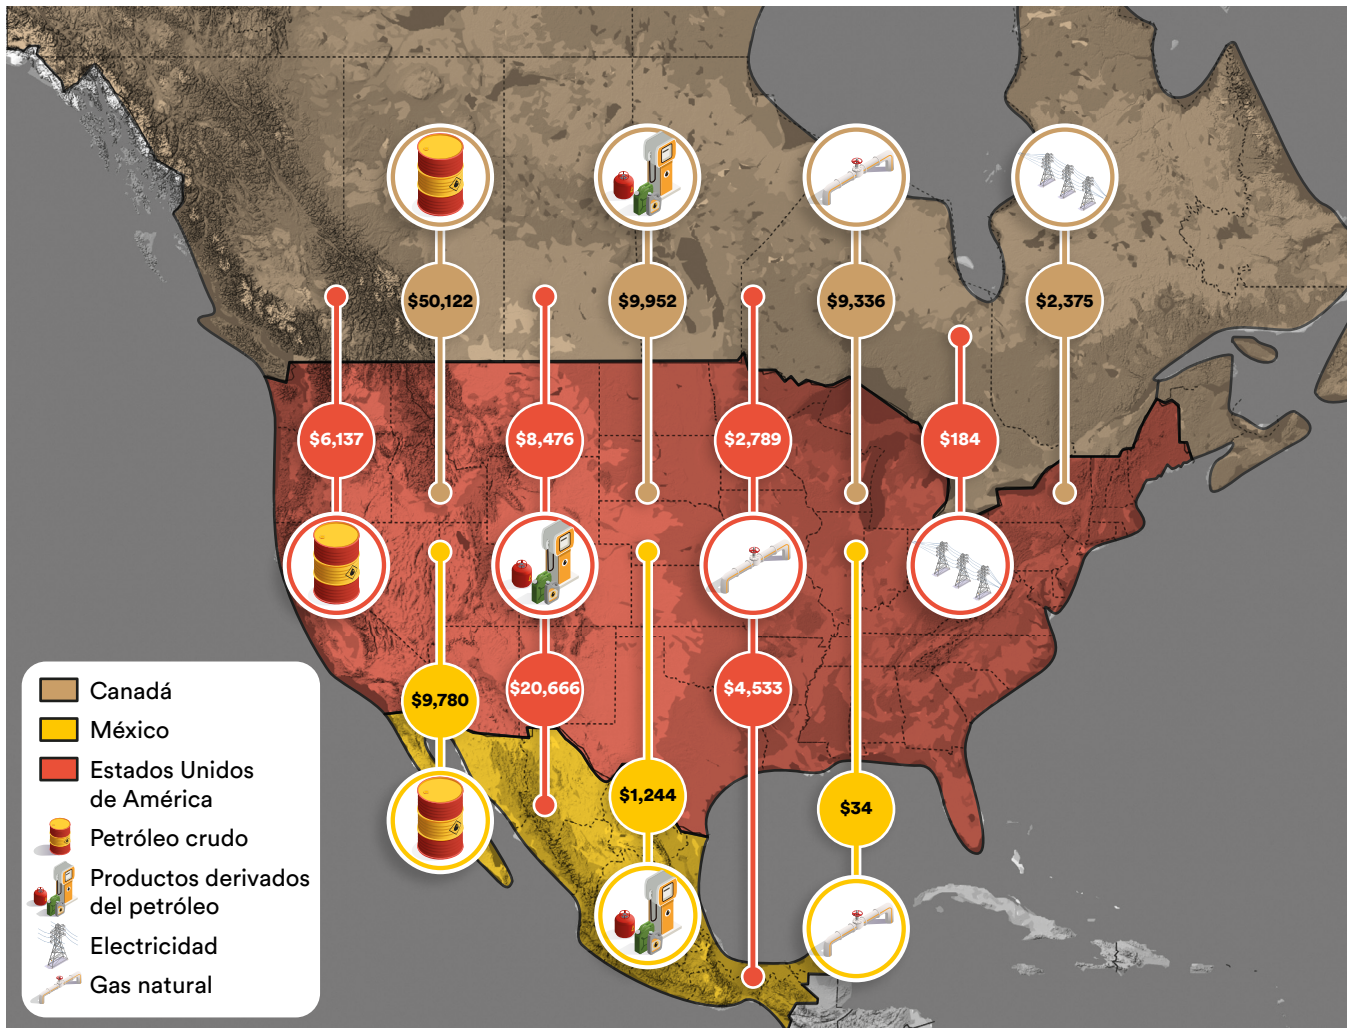 $50,122
$9,952
$9,336
$2,375
$6,137
$8,476
$2,789
$184
$9,780
$20,666
$4,533
$1,244
$34
Canadá
México
Estados Unidos
de América
Petróleo crudo
Productos derivados
del petróleo
Electricidad
Gas natural